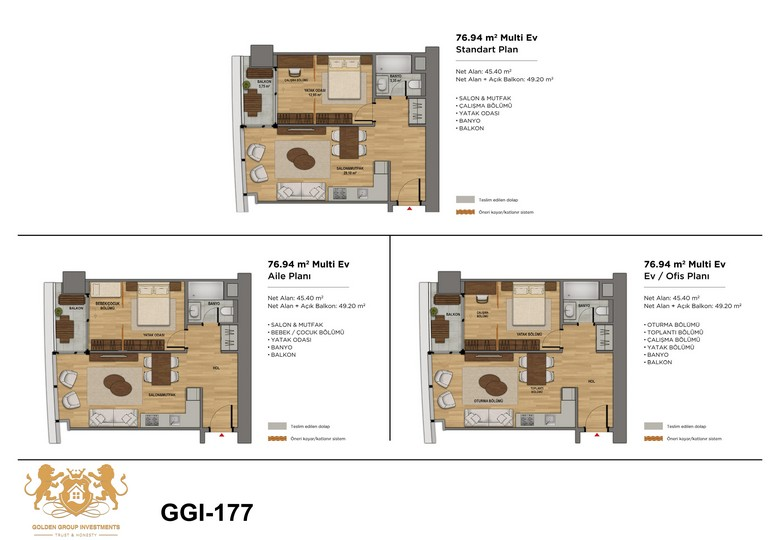 76.94 m² Multi Ev
Standart Plan
Net Alan: 45.40 m²
Net Alan + Açık Balkon: 49.20 m²
• SALON & MUTFAK
• ÇALIŞMA BÖLÜMÜ
• YATAK ODASI
• BANYO
• BALKON
Teslim edilen dolap
Öneri kayar/katlanır sistem
BALKON
ÇALIŞMA BÖLÜMÜ
YATAK ODASI
BANYO
SALON/MUTFAK
76.94 m² Multi Ev
Aile Planı
Net Alan: 45.40 m²
Net Alan + Açık Balkon: 49.20 m²
• SALON & MUTFAK
• BEBEK / ÇOCUK BÖLÜMÜ
• YATAK ODASI
• BANYO
• BALKON
Teslim edilen dolap
Öneri kayar/katlanır sistem
BALKON
BEBEK/ÇOCUK
BÖLÜMÜ
YATAK ODASI
BANYO
HOL
SALON/MUTFAK
76.94 m² Multi Ev
Ev / Ofis Planı
Net Alan: 45.40 m²
Net Alan + Açık Balkon: 49.20 m²
• OTURMA BÖLÜMÜ
• TOPLANTI BÖLÜMÜ
• ÇALIŞMA BÖLÜMÜ
• YATAK BÖLÜMÜ
• BANYO
• BALKON
Teslim edilen dolap
Öneri kayar/katlanır sistem
BALKON
ÇALIŞMA
BÖLÜMÜ
YATAK BÖLÜMÜ
BANYO
HOL
TOPLANTI
BÖLÜMÜ
OTURMA BÖLÜMÜ
GOLDEN GROUP INVESTMENTS
TRUST & HONESTY
GGI-177